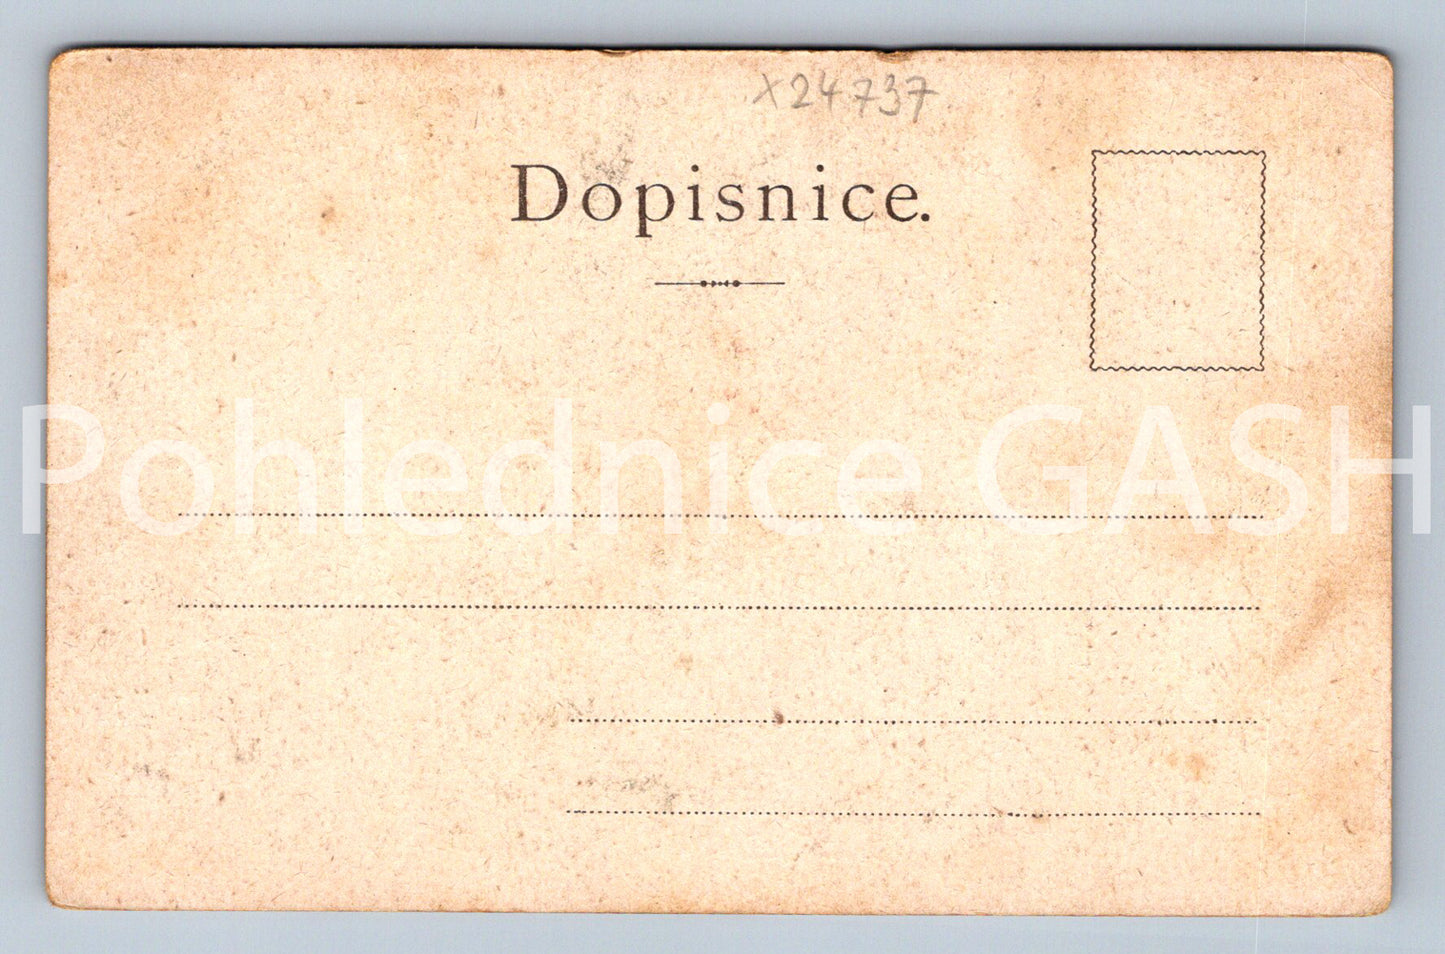 X24737
Dopisnice.
Pohlednice GASH